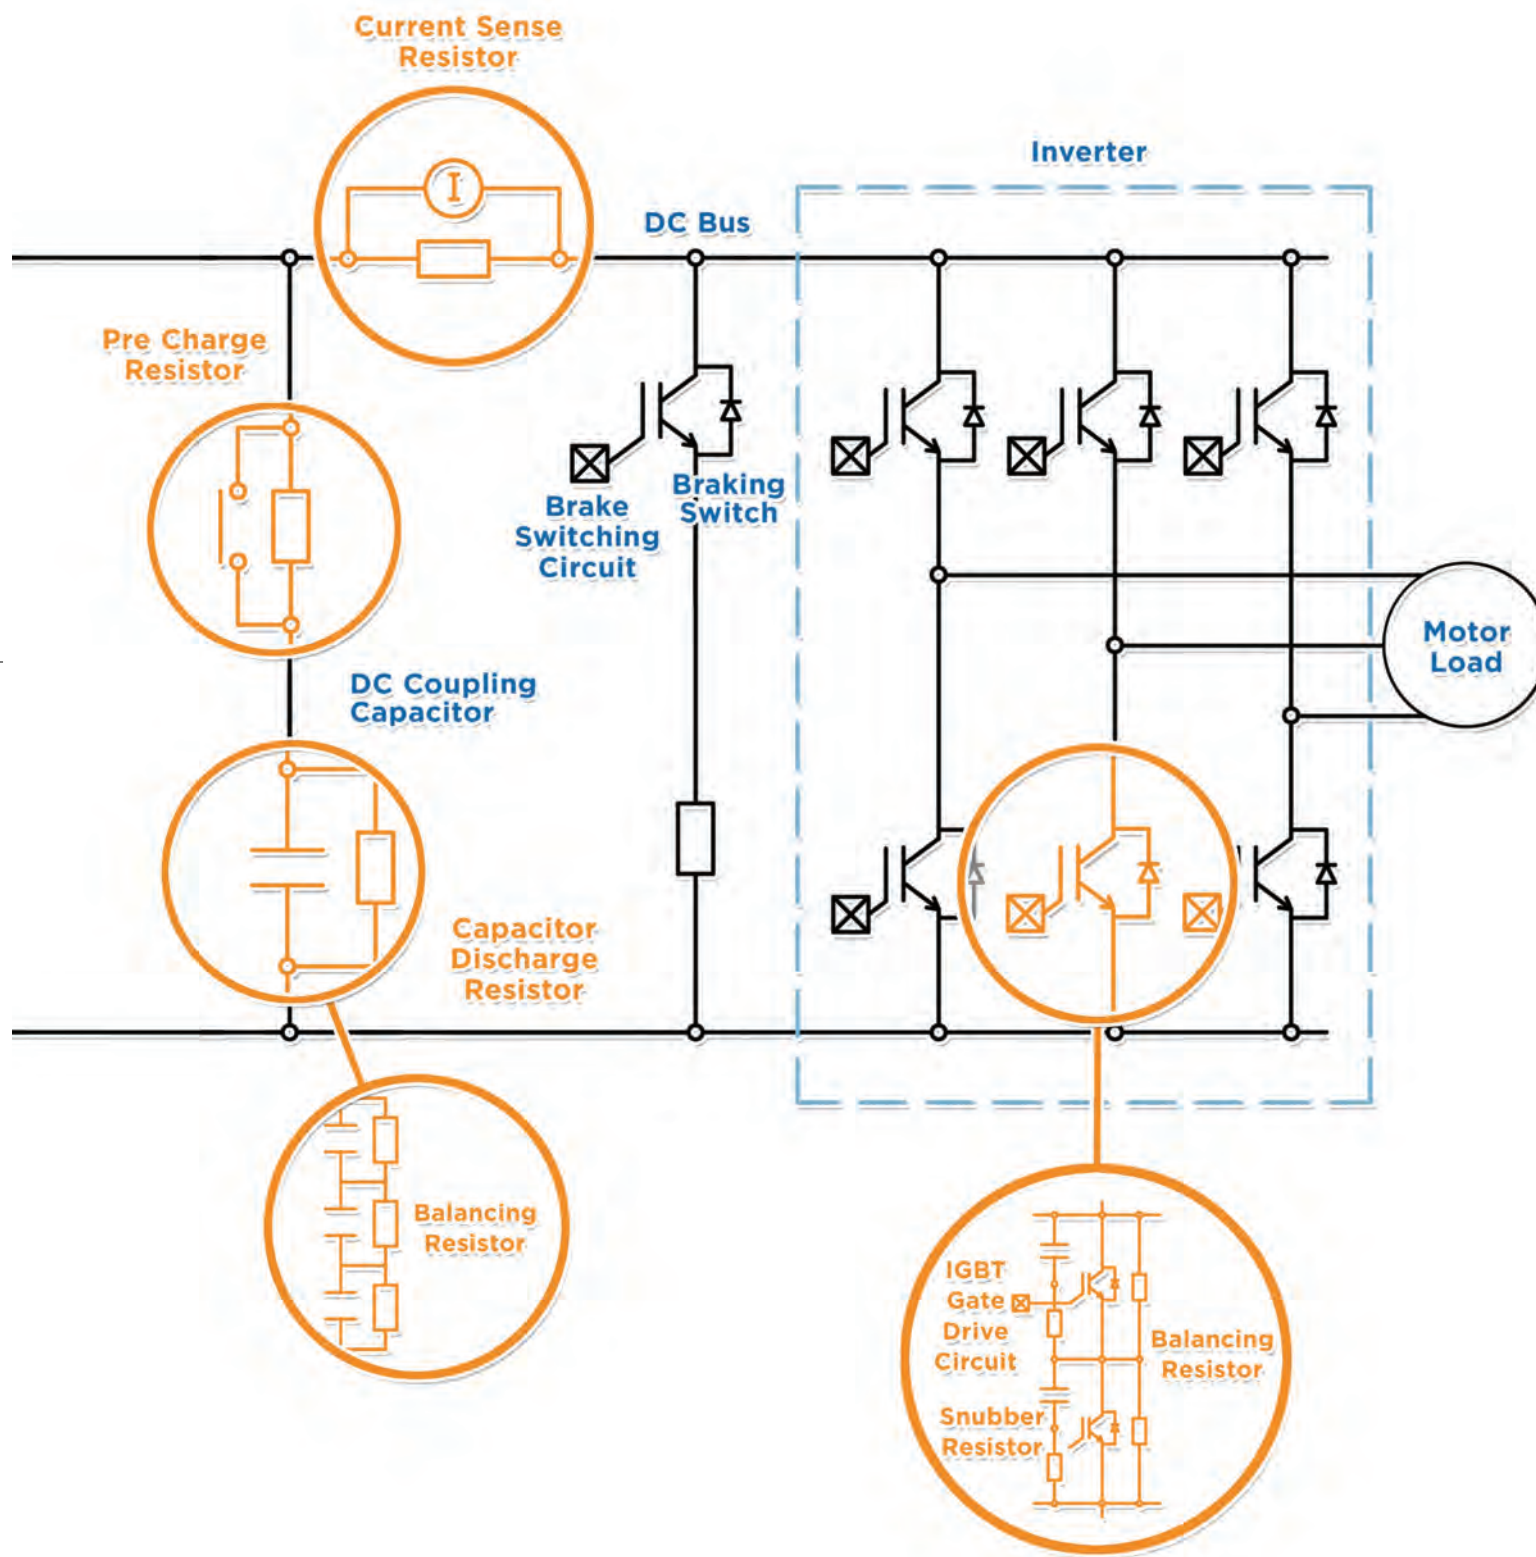 Current Sense
Resistor
I
Inverter
DC Bus
Pre Charge
Resistor
Braking
Switch
Brake
Switching
Circuit
Motor
Load
DC Coupling
Capacitor
Capacitor
Discharge
Resistor
Balancing
Resistor
IGBT
Gate
Drive
Circuit
Balancing
Resistor
Snubber
Resistor